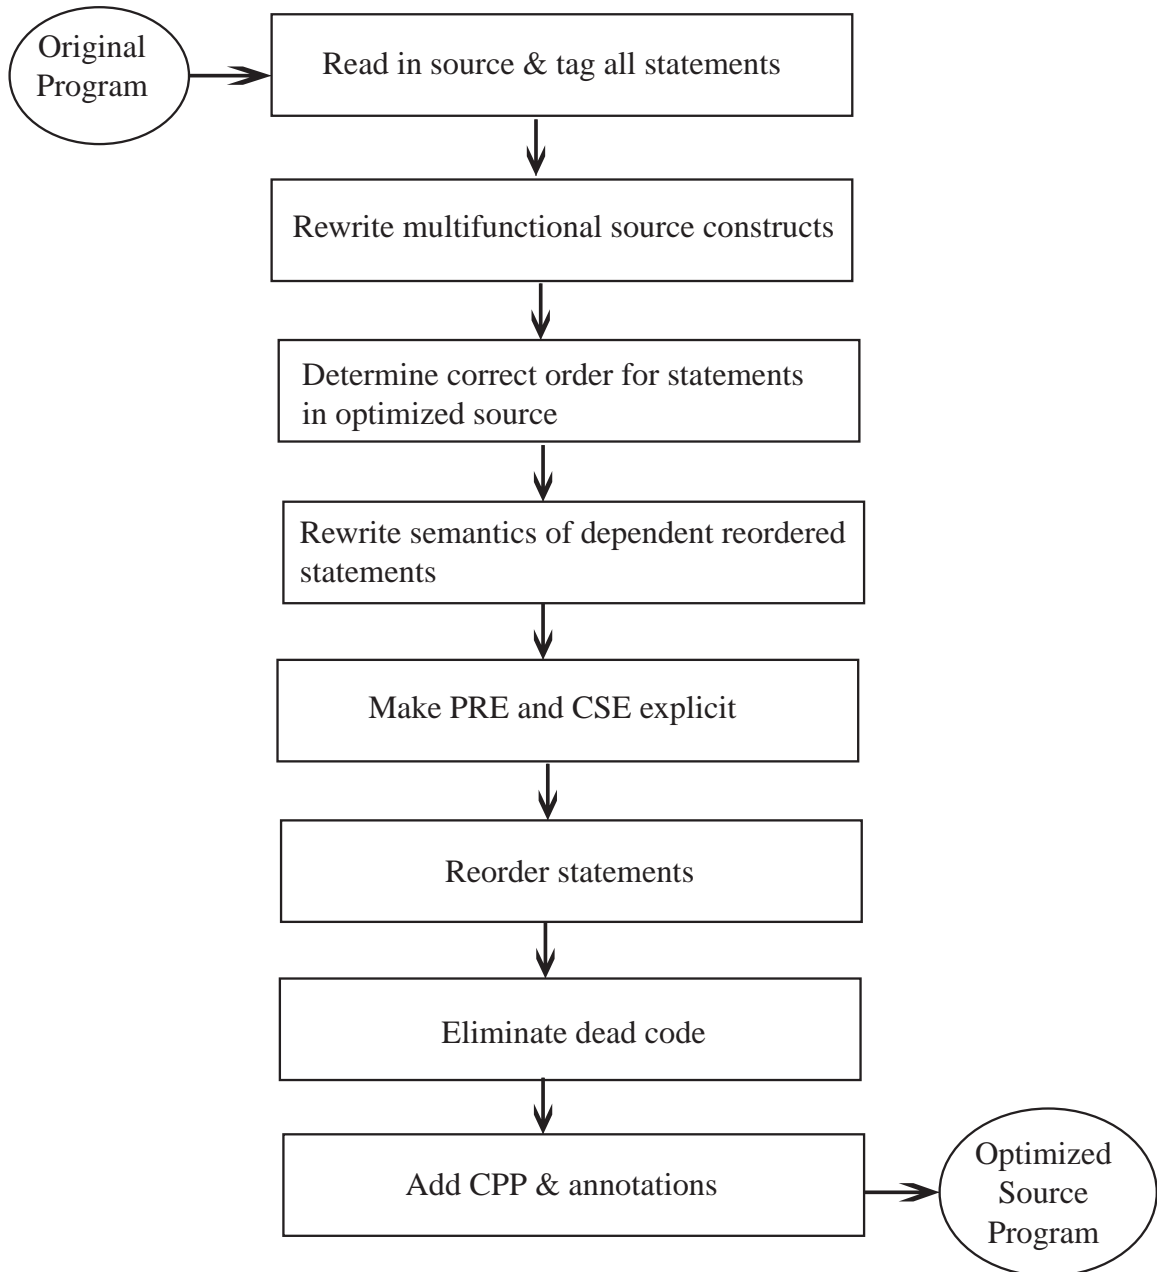 Original
Program
Read in source & tag all statements
Rewrite multifunctional source constructs
Determine correct order for statements
in optimized source
Rewrite semantics of dependent reordered
statements
Make PRE and CSE explicit
Reorder statements
Eliminate dead code
Add CPP & annotations
Optimized
Source
Program